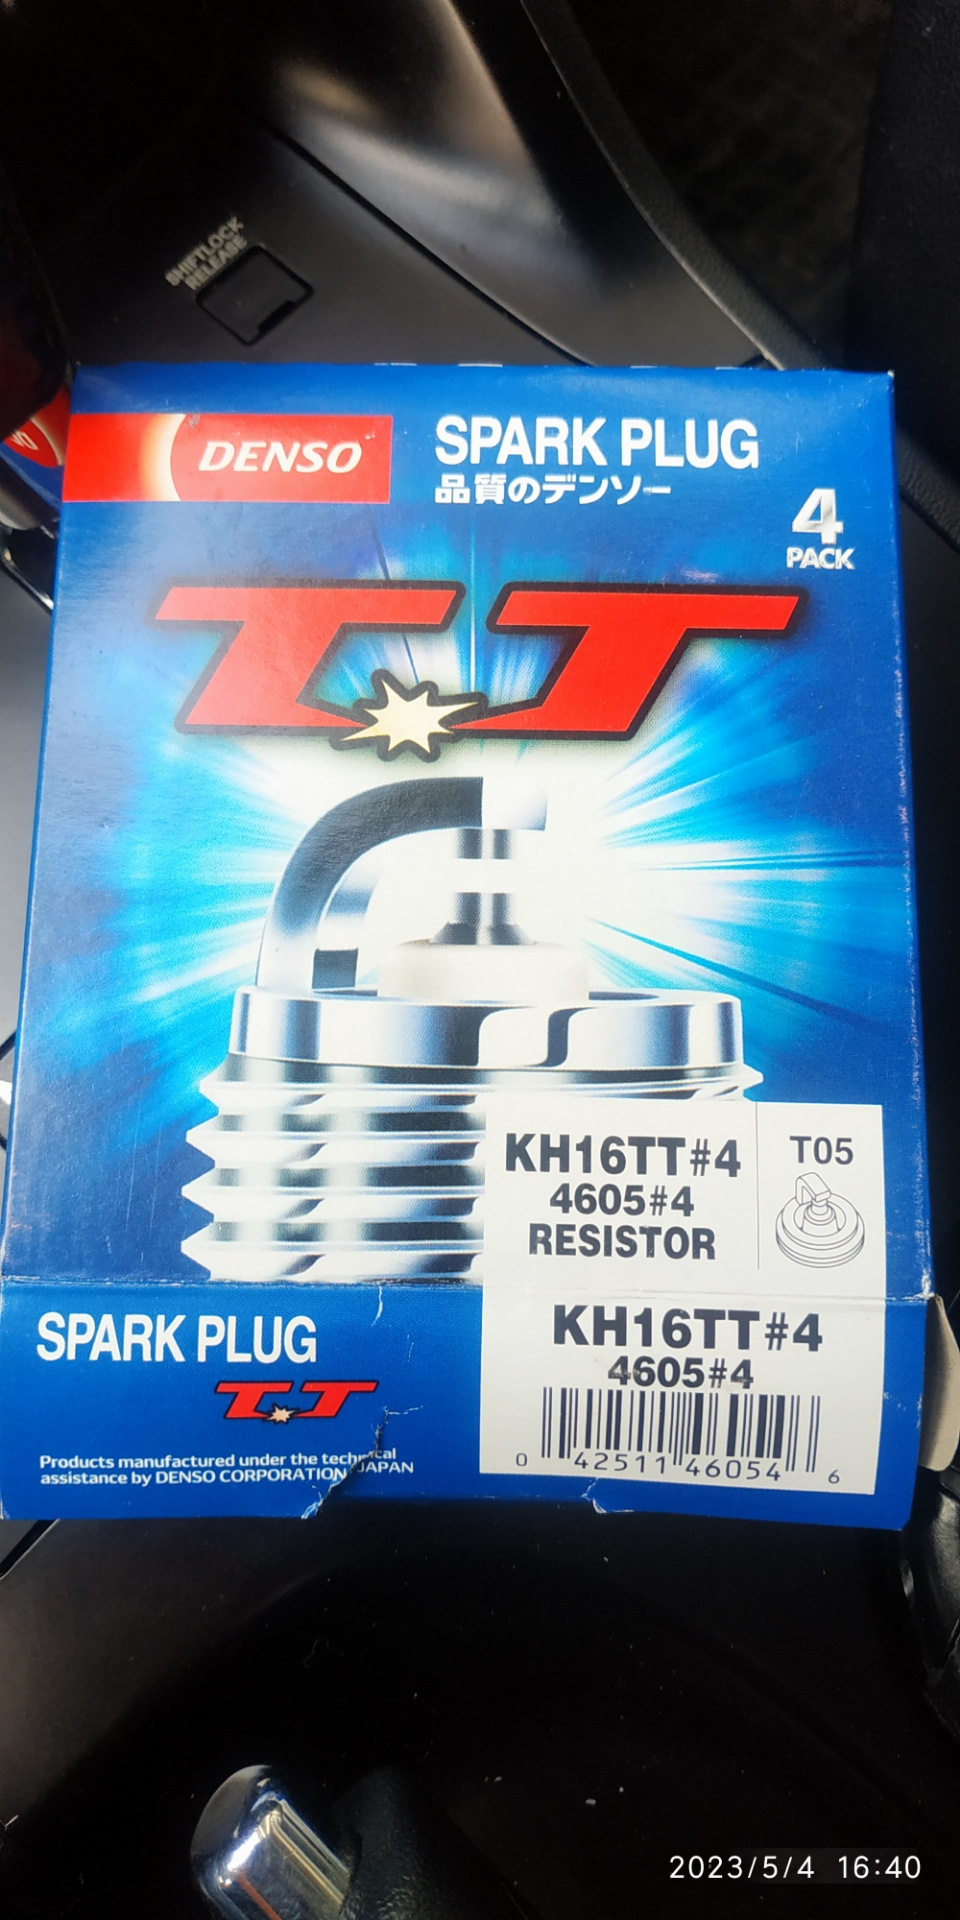 SHIFTLOCK
RELEASE
DENSO
SPARK PLUG
品質のデンソー
4
PACK
TT
KH16TT#4
4605#4
RESISTOR
T05
KH16TT#4
4605#4
0 42511 46054 6
SPARK PLUG
TT
Products manufactured under the technical
assistance by DENSO CORPORATION JAPAN
2023/5/4 16:40